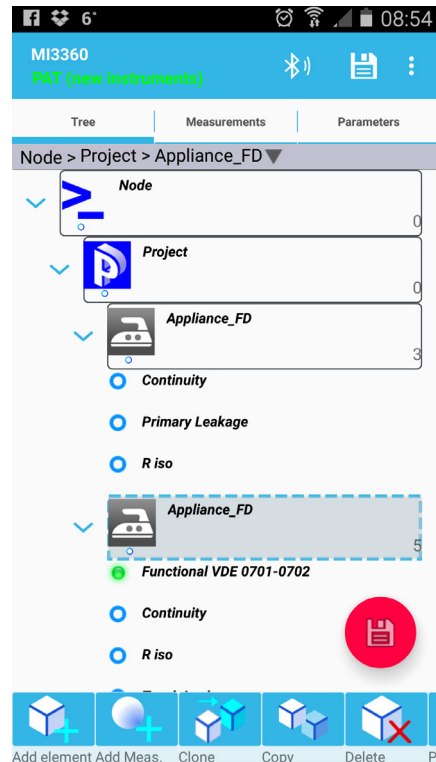 6°
08:54
MI3360
PAT (new instruments)
Tree
Measurements
Parameters
Node > Project > Appliance_FD
Node
0
Project
0
Appliance_FD
3
Continuity
Primary Leakage
R iso
Appliance_FD
5
Functional VDE 0701-0702
Continuity
R iso
Add element
Add Meas.
Clone
Copy
Delete
P